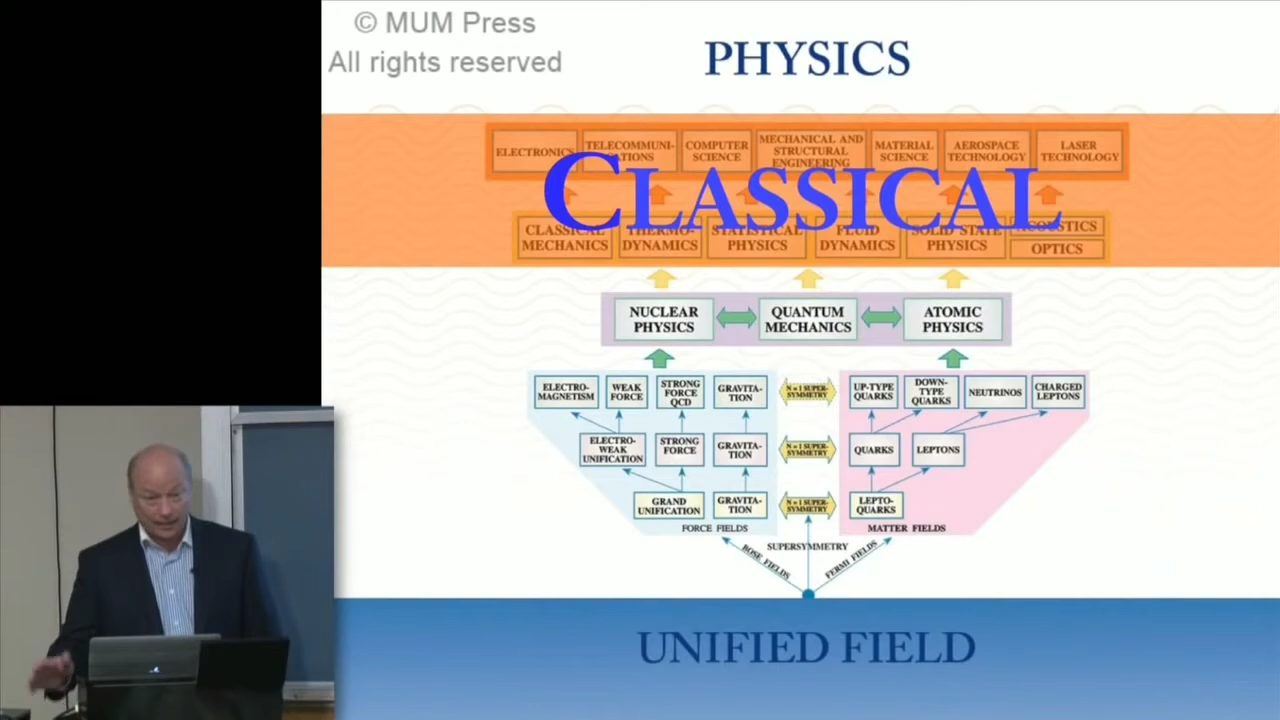 © MUM Press
All rights reserved
PHYSICS
ELECTRONICS
TELECOMMUNI-
CATIONS
COMPUTER
SCIENCE
MECHANICAL AND
STRUCTURAL
ENGINEERING
MATERIAL
SCIENCE
AEROSPACE
TECHNOLOGY
LASER
TECHNOLOGY
CLASSICAL
CLASSICAL
MECHANICS
THERMO-
DYNAMICS
STATISTICAL
PHYSICS
FLUID
DYNAMICS
SOLID STATE
PHYSICS
ACOUSTICS
OPTICS
NUCLEAR
PHYSICS
QUANTUM
MECHANICS
ATOMIC
PHYSICS
ELECTRO-
MAGNETISM
WEAK
FORCE
STRONG
FORCE
QCD
GRAVITA-
TION
N = 1 SUPER-
SYMMETRY
UP-TYPE
QUARKS
DOWN-
TYPE
QUARKS
NEUTRINOS
CHARGED
LEPTONS
ELECTRO-
WEAK
UNIFICATION
STRONG
FORCE
GRAVITA-
TION
N = 1 SUPER-
SYMMETRY
QUARKS
LEPTONS
GRAND
UNIFICATION
GRAVITA-
TION
N = 1 SUPER-
SYMMETRY
LEPTO-
QUARKS
FORCE FIELDS
MATTER FIELDS
SUPERSYMMETRY
BOSE FIELDS
FERMI FIELDS
UNIFIED FIELD